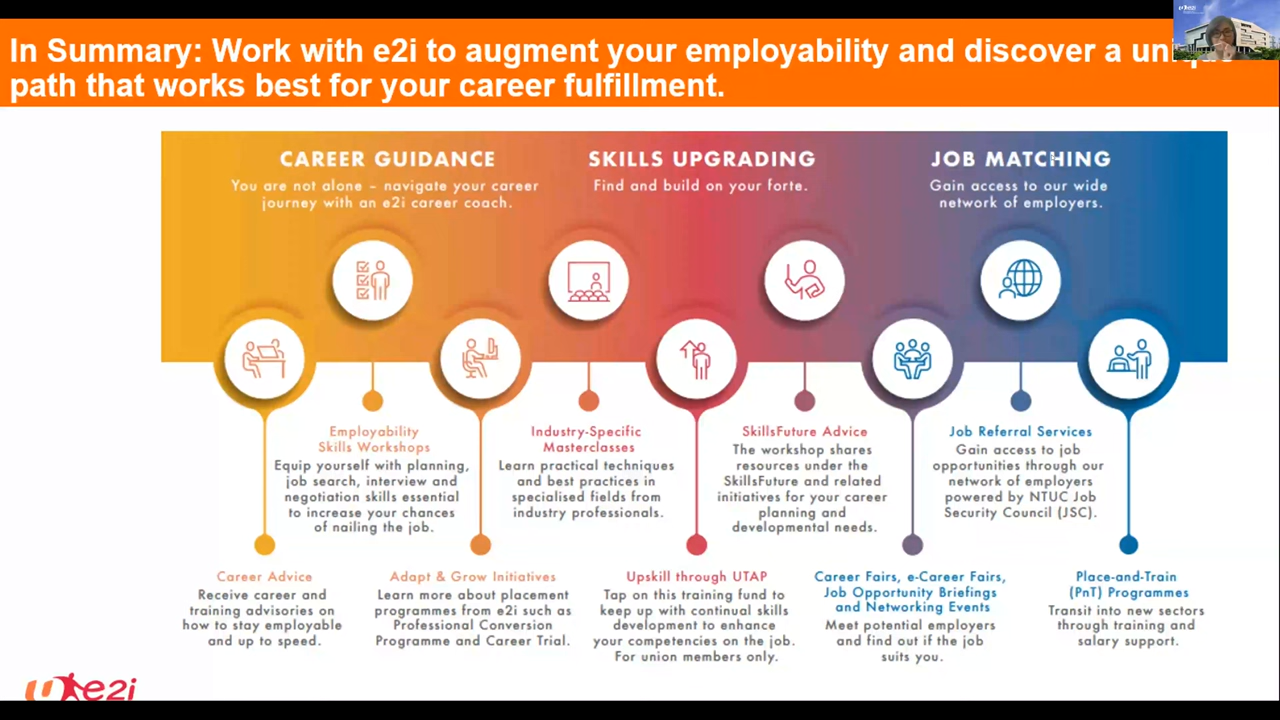 In Summary: Work with e2i to augment your employability and discover a unique
path that works best for your career fulfillment.
CAREER GUIDANCE
You are not alone – navigate your career
journey with an e2i career coach.
SKILLS UPGRADING
Find and build on your forte.
JOB MATCHING
Gain access to our wide
network of employers.
Employability
Skills Workshops
Equip yourself with planning,
job search, interview and
negotiation skills essential
to increase your chances
of nailing the job.
Industry-Specific
Masterclasses
Learn practical techniques
and best practices in
specialised fields from
industry professionals.
SkillsFuture Advice
The workshop shares
resources under the
SkillsFuture and related
initiatives for your career
planning and
developmental needs.
Job Referral Services
Gain access to job
opportunities through our
network of employers
powered by NTUC Job
Security Council (JSC).
Career Advice
Receive career and
training advisories on
how to stay employable
and up to speed.
Adapt & Grow Initiatives
Learn more about placement
programmes from e2i such as
Professional Conversion
Programme and Career Trial.
Upskill through UTAP
Tap on this training fund to
keep up with continual skills
development to enhance
your competencies on the job.
For union members only.
Career Fairs, e-Career Fairs,
Job Opportunity Briefings
and Networking Events
Meet potential employers
and find out if the job
suits you.
Place-and-Train
(PnT) Programmes
Transit into new sectors
through training and
salary support.
e2i